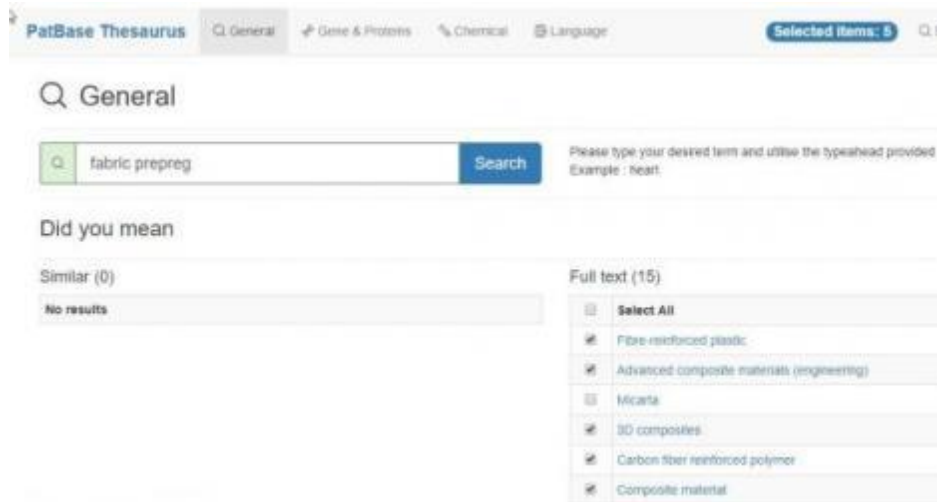 PatBase Thesaurus General Gene & Proteins Chemical Language Selected items: 5
General
fabric prepreg Search
Please type your desired term and utilise the typeahead provided
Example : heart.
Did you mean
Similar (0)
No results
Full text (15)
Select All
Fibre-reinforced plastic
Advanced composite materials (engineering)
Micarta
3D composites
Carbon fiber reinforced polymer
Composite material